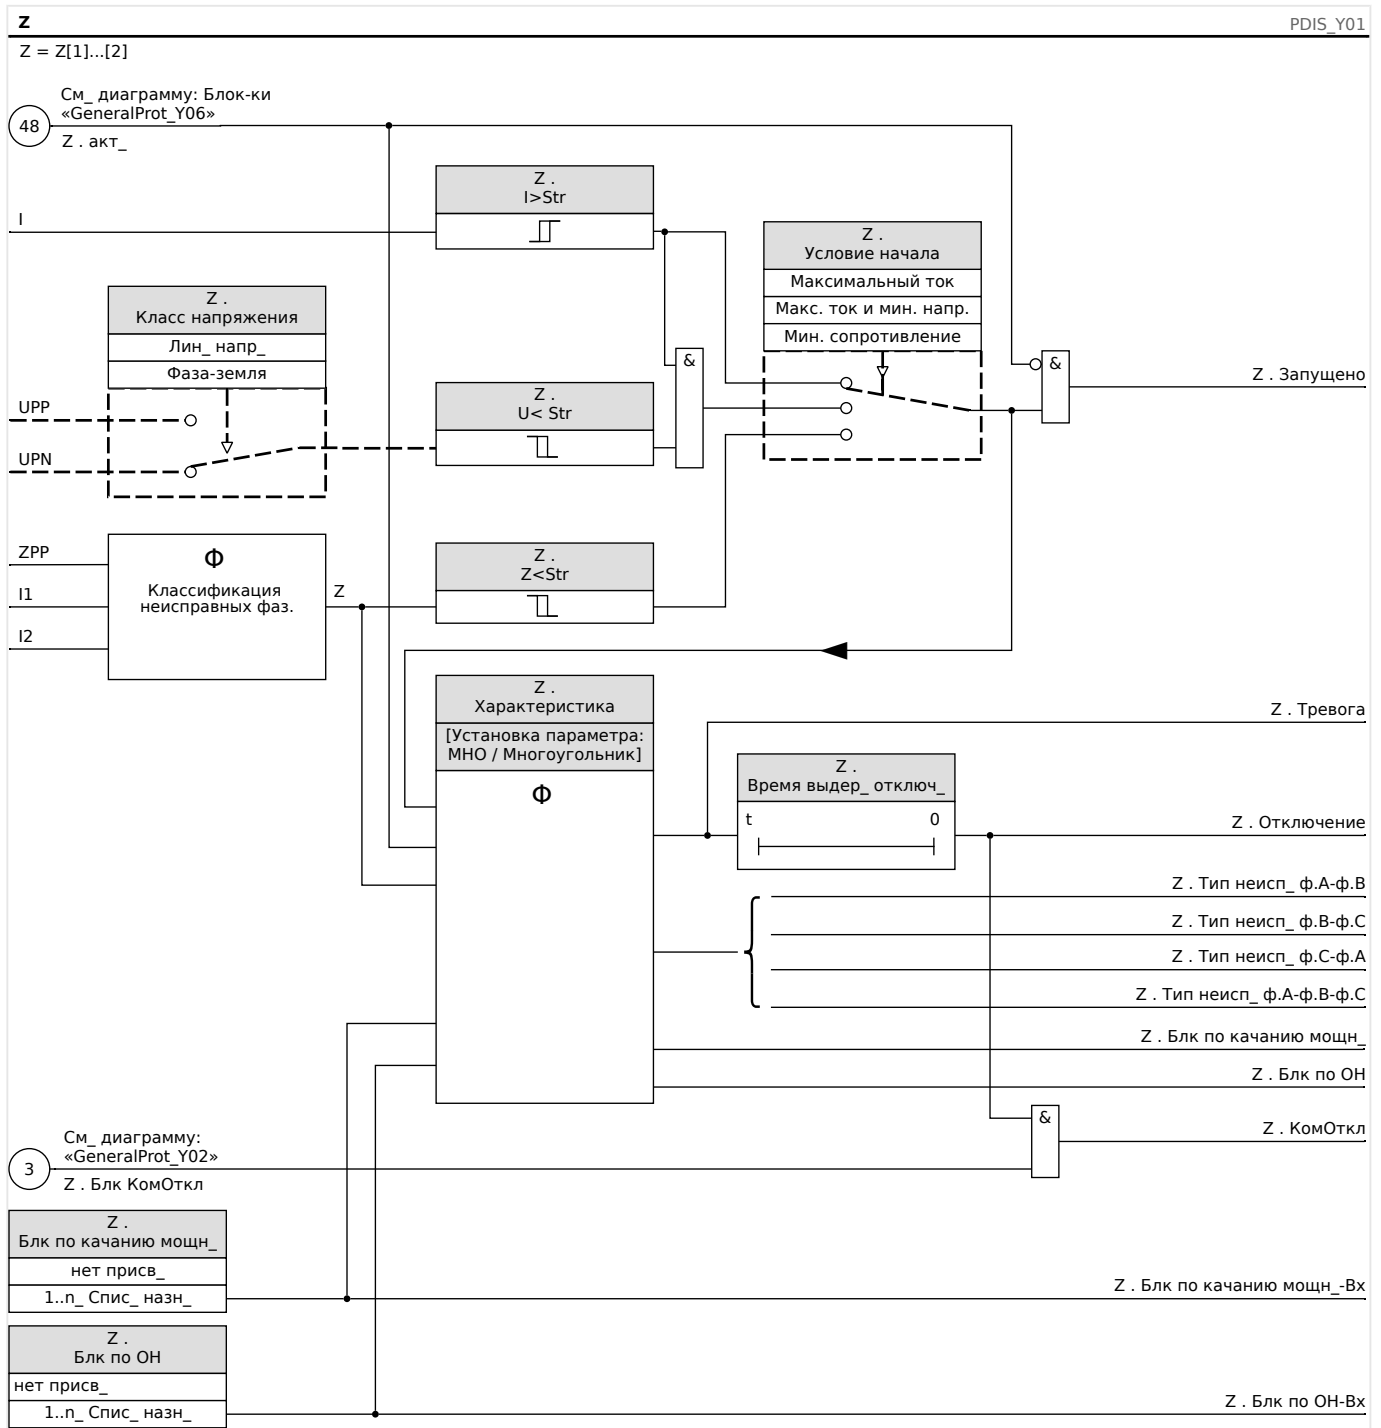 Z
PDIS_Y01
Z = Z[1]...[2]
См_ диаграмму: Блок-ки
«GeneralProt_Y06»
48
Z . акт_
Z .
I>Str
I
Z .
Условие начала
Максимальный ток
Макс. ток и мин. напр.
Мин. сопротивление
Z .
Класс напряжения
Лин_ напр_
Фаза-земля
&
&
Z . Запущено
Z .
U< Str
UPP
UPN
ZPP
I1
I2
Φ
Классификация
неисправных фаз.
Z
Z .
Z<Str
Z .
Характеристика
[Установка параметра:
MHO / Многоугольник]
Φ
Z . Тревога
Z .
Время выдер_ отключ_
t
0
Z . Отключение
Z . Тип неисп_ ф.А-ф.В
Z . Тип неисп_ ф.В-ф.С
Z . Тип неисп_ ф.С-ф.А
Z . Тип неисп_ ф.А-ф.В-ф.С
Z . Блк по качанию мощн_
Z . Блк по ОН
&
Z . КомОткл
См_ диаграмму:
«GeneralProt_Y02»
3
Z . Блк КомОткл
Z .
Блк по качанию мощн_
нет присв_
1..n_ Спис_ назн_
Z . Блк по качанию мощн_-Вх
Z .
Блк по ОН
нет присв_
1..n_ Спис_ назн_
Z . Блк по ОН-Вх